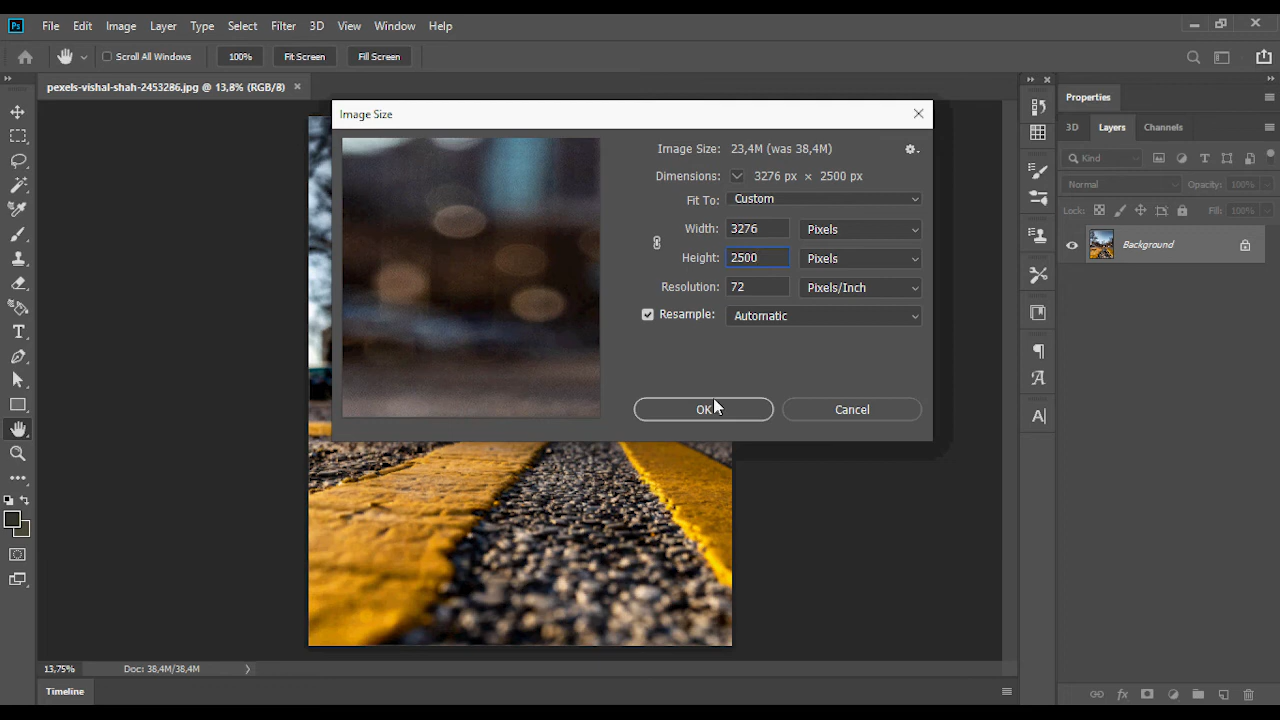 Ps File Edit Image Layer Type Select Filter 3D View Window Help
Scroll All Windows 100% Fit Screen Fill Screen
pexels-vishal-shah-2453286.jpg @ 13,8% (RGB/8)
Image Size
Image Size: 23,4M (was 38,4M)
Dimensions: 3276 px × 2500 px
Fit To: Custom
Width: 3276 Pixels
Height: 2500 Pixels
Resolution: 72 Pixels/Inch
Resample: Automatic
OK Cancel
Properties
3D Layers Channels
Kind
Normal Opacity: 100%
Lock: Fill: 100%
Background
13,75% Doc: 38,4M/38,4M
Timeline